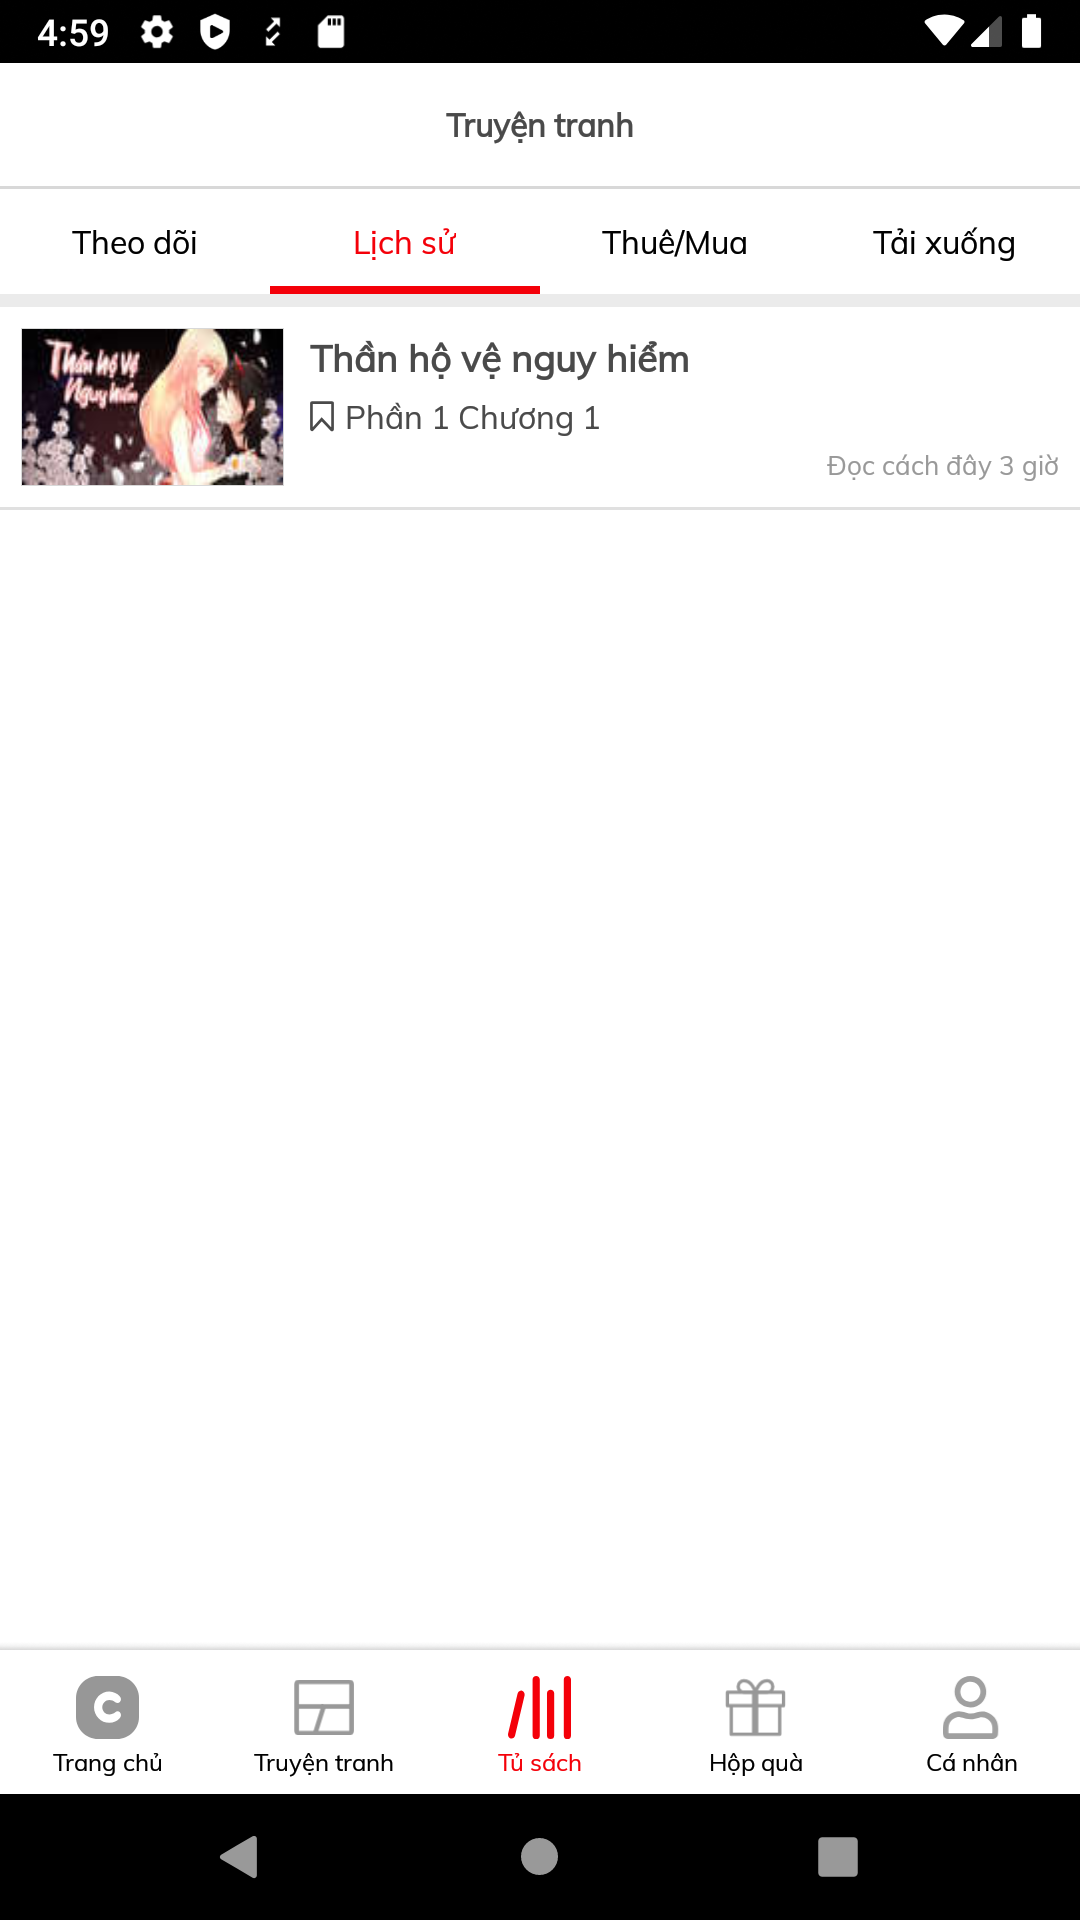 4:59
Truyện tranh
Theo dõi
Lịch sử
Thuê/Mua
Tải xuống
Thần hộ vệ
Nguy hiểm
Thần hộ vệ nguy hiểm
Phần 1 Chương 1
Đọc cách đây 3 giờ
Trang chủ
Truyện tranh
Tủ sách
Hộp quà
Cá nhân